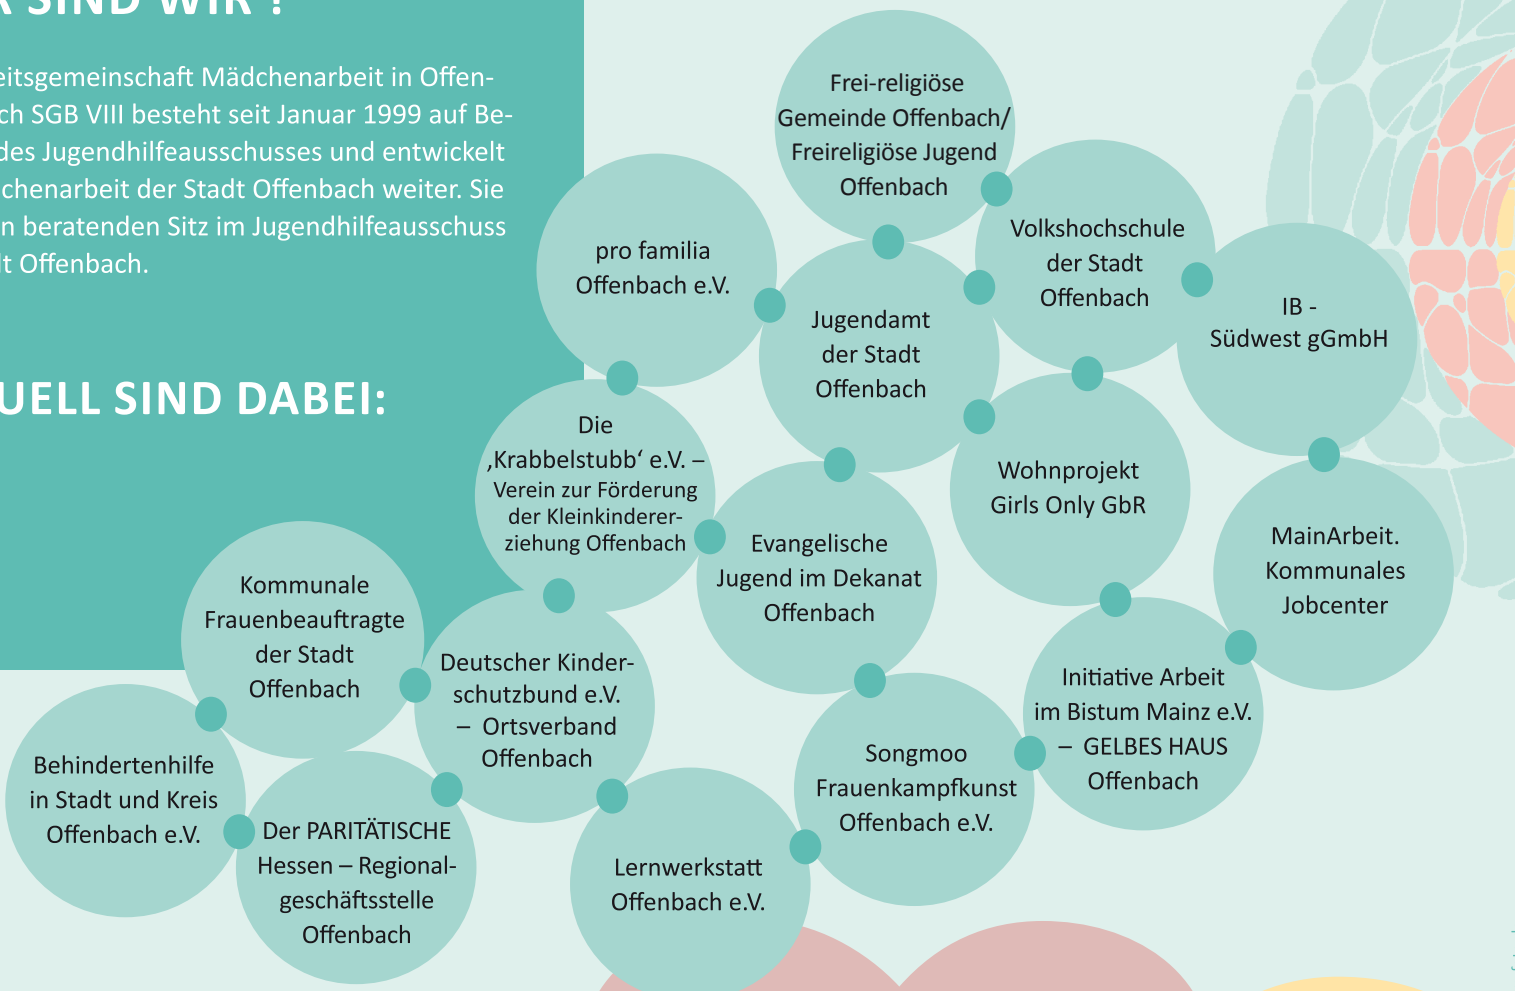 SIND WIR ?
eitsgemeinschaft Mädchenarbeit in Offen-
ch SGB VIII besteht seit Januar 1999 auf Be-
des Jugendhilfeausschusses und entwickelt
chenarbeit der Stadt Offenbach weiter. Sie
n beratenden Sitz im Jugendhilfeausschuss
dt Offenbach.
UELL SIND DABEI:
Frei-religiöse
Gemeinde Offenbach/
Freireligiöse Jugend
Offenbach
pro familia
Offenbach e.V.
Volkshochschule
der Stadt
Offenbach
Jugendamt
der Stadt
Offenbach
IB -
Südwest gGmbH
Die
‚Krabbelstubb‘ e.V. –
Verein zur Förderung
der Kleinkinderer-
ziehung Offenbach
Wohnprojekt
Girls Only GbR
Evangelische
Jugend im Dekanat
Offenbach
MainArbeit.
Kommunales
Jobcenter
Kommunale
Frauenbeauftragte
der Stadt
Offenbach
Deutscher Kinder-
schutzbund e.V.
– Ortsverband
Offenbach
Initiative Arbeit
im Bistum Mainz e.V.
– GELBES HAUS
Offenbach
Behindertenhilfe
in Stadt und Kreis
Offenbach e.V.
Songmoo
Frauenkampfkunst
Offenbach e.V.
Der PARITÄTISCHE
Hessen – Regional-
geschäftsstelle
Offenbach
Lernwerkstatt
Offenbach e.V.